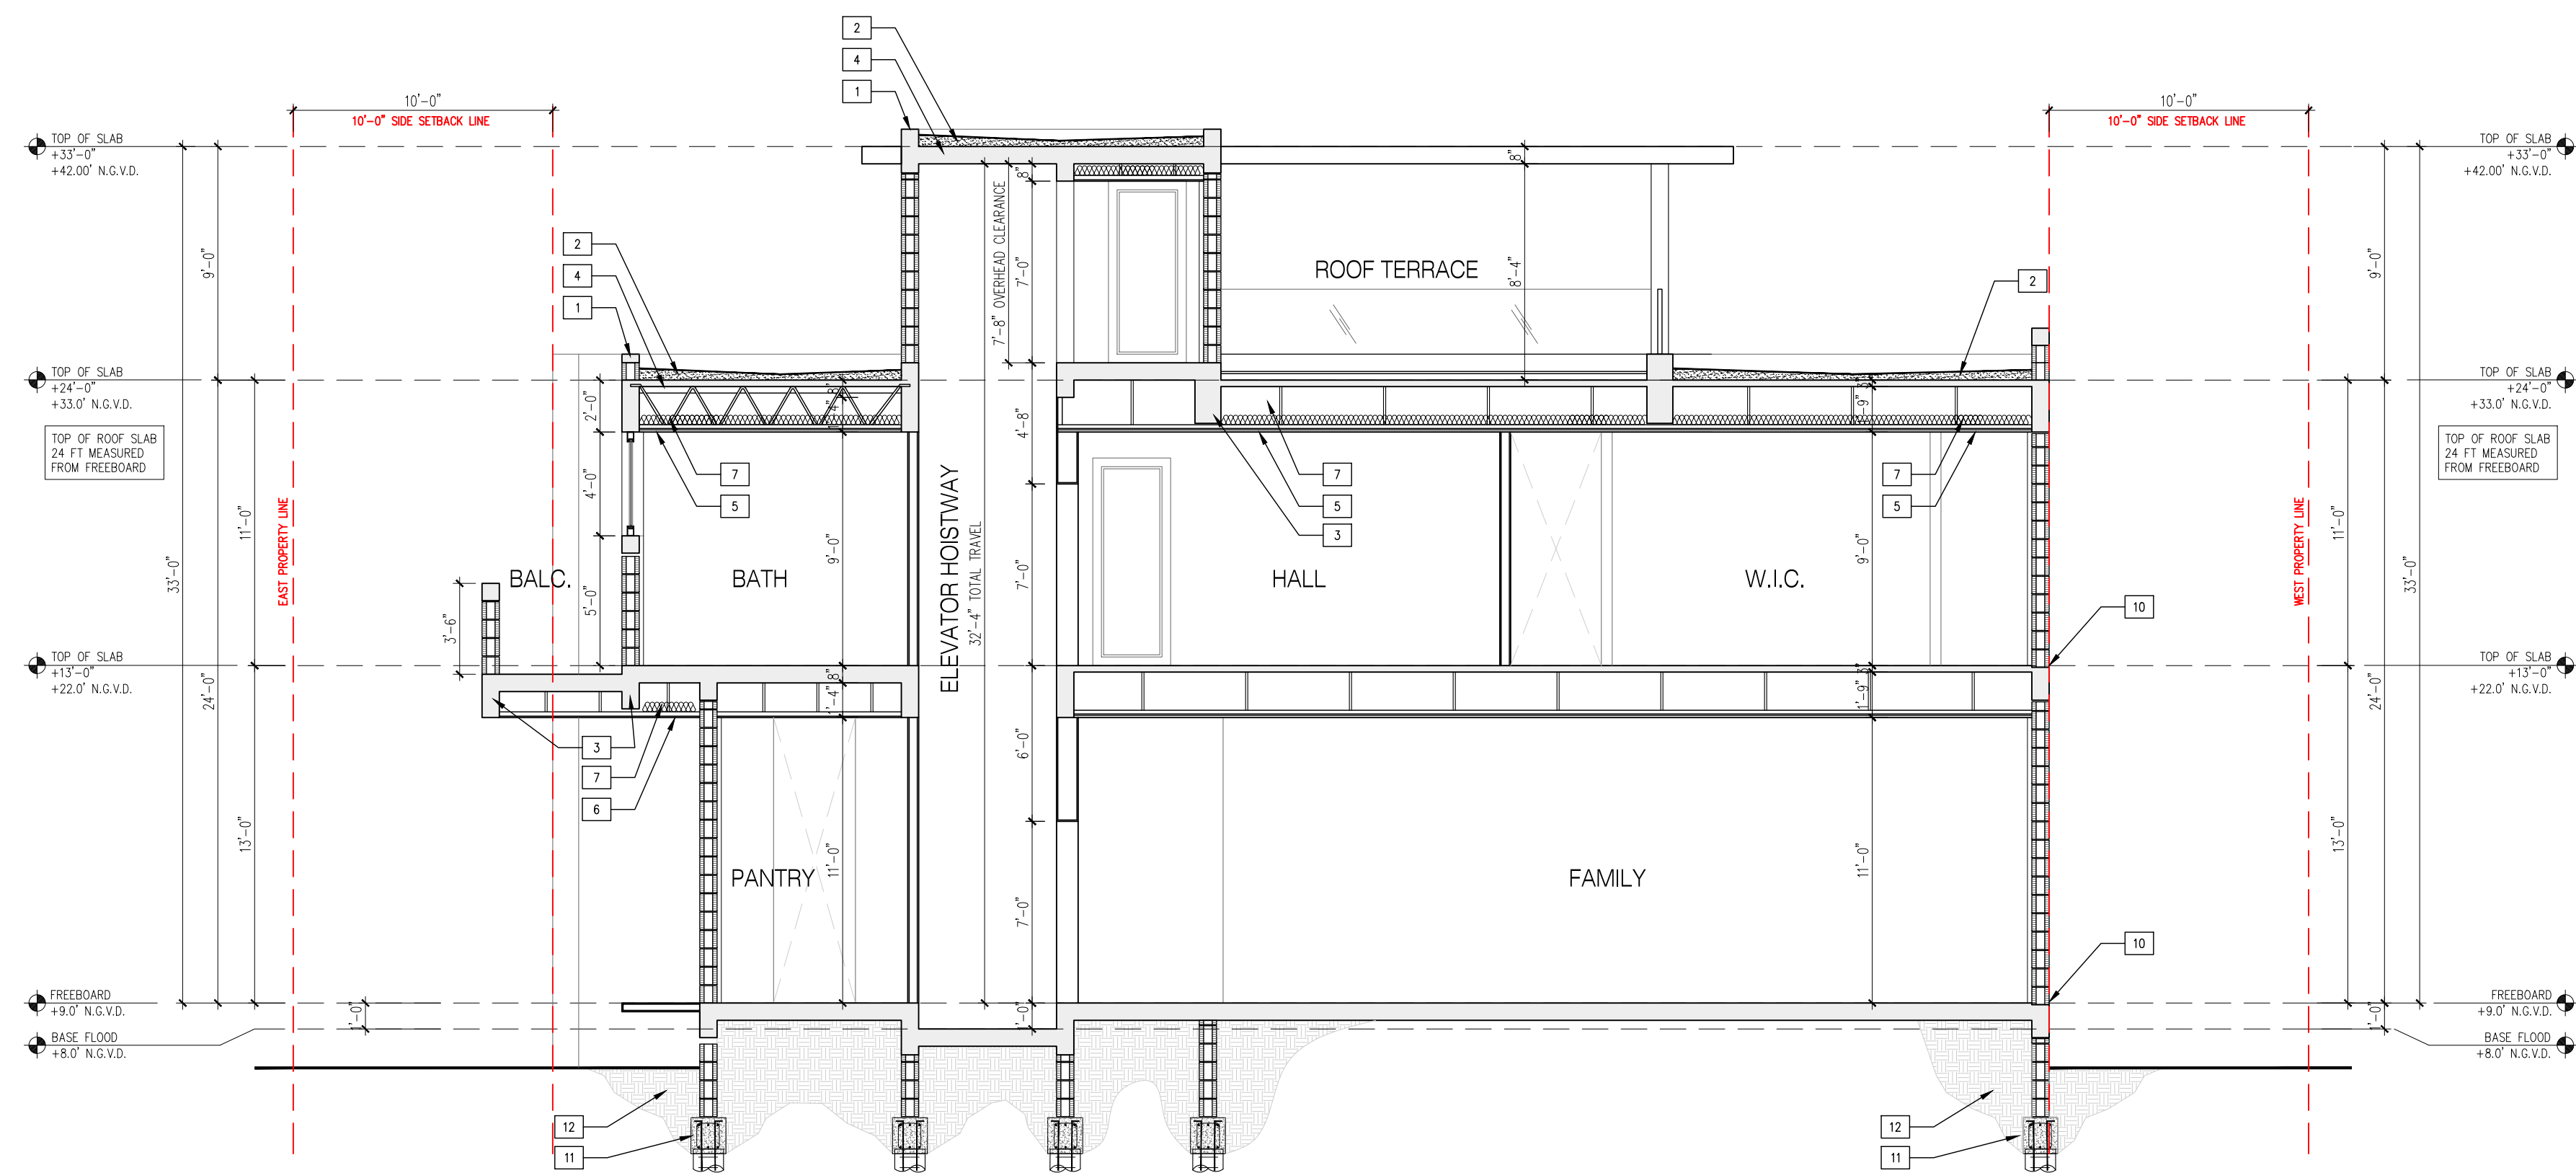 2
4
1
10'-0"
10'-0" SIDE SETBACK LINE
10'-0"
10'-0" SIDE SETBACK LINE
TOP OF SLAB
+33'-0"
+42.00' N.G.V.D.
TOP OF SLAB
+33'-0"
+42.00' N.G.V.D.
8"
8"
9'-0"
2
4
1
7'-8" OVERHEAD CLEARANCE
7'-0"
ROOF TERRACE
8'-4"
2
9'-0"
TOP OF SLAB
+24'-0"
+33.0' N.G.V.D.
TOP OF SLAB
+24'-0"
+33.0' N.G.V.D.
TOP OF ROOF SLAB
24 FT MEASURED
FROM FREEBOARD
TOP OF ROOF SLAB
24 FT MEASURED
FROM FREEBOARD
2'-0"
1'-4"
8"
4'-8"
1'-9"
3"
7
5
7
5
3
7
5
EAST PROPERTY LINE
WEST PROPERTY LINE
33'-0"
11'-0"
4'-0"
5'-0"
9'-0"
ELEVATOR HOISTWAY
32'-4" TOTAL TRAVEL
7'-0"
9'-0"
11'-0"
33'-0"
BALC.
BATH
HALL
W.I.C.
3'-6"
10
TOP OF SLAB
+13'-0"
+22.0' N.G.V.D.
TOP OF SLAB
+13'-0"
+22.0' N.G.V.D.
24'-0"
1'-4"
8"
1'-9"
3"
24'-0"
3
7
6
6'-0"
13'-0"
11'-0"
7'-0"
11'-0"
13'-0"
PANTRY
FAMILY
10
FREEBOARD
+9.0' N.G.V.D.
BASE FLOOD
+8.0' N.G.V.D.
1'-0"
1'-0"
1'-0"
FREEBOARD
+9.0' N.G.V.D.
BASE FLOOD
+8.0' N.G.V.D.
12
11
12
11